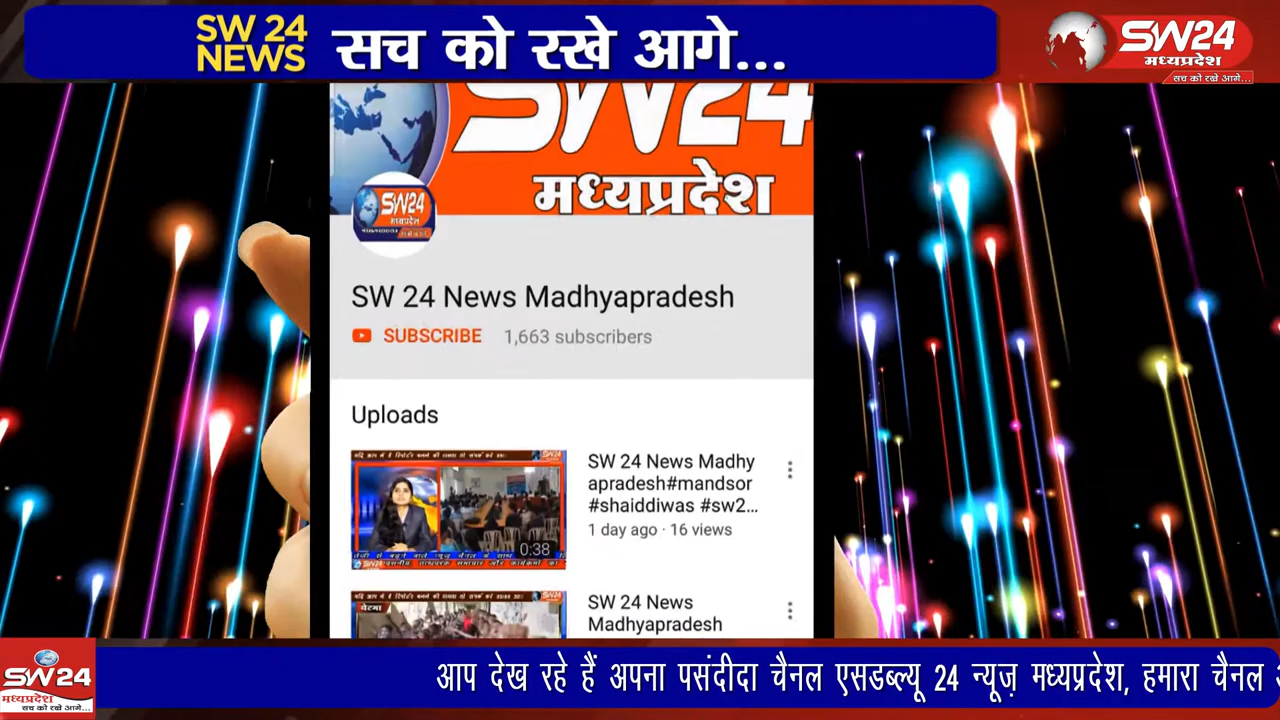 SW 24
NEWS
सच को रखे आगे...
SW24
मध्यप्रदेश
सच को रखे आगे...
SW24
मध्यप्रदेश
SW24
SW 24 News Madhyapradesh
SUBSCRIBE 1,663 subscribers
Uploads
SW 24 News Madhy
apradesh#mandsor
#shaiddiwas #sw2...
1 day ago · 16 views
0:38
SW 24 News
Madhyapradesh
SW24
मध्यप्रदेश
सच को रखे आगे...
आप देख रहे हैं अपना पसंदीदा चैनल एसडब्ल्यू 24 न्यूज़ मध्यप्रदेश, हमारा चैनल